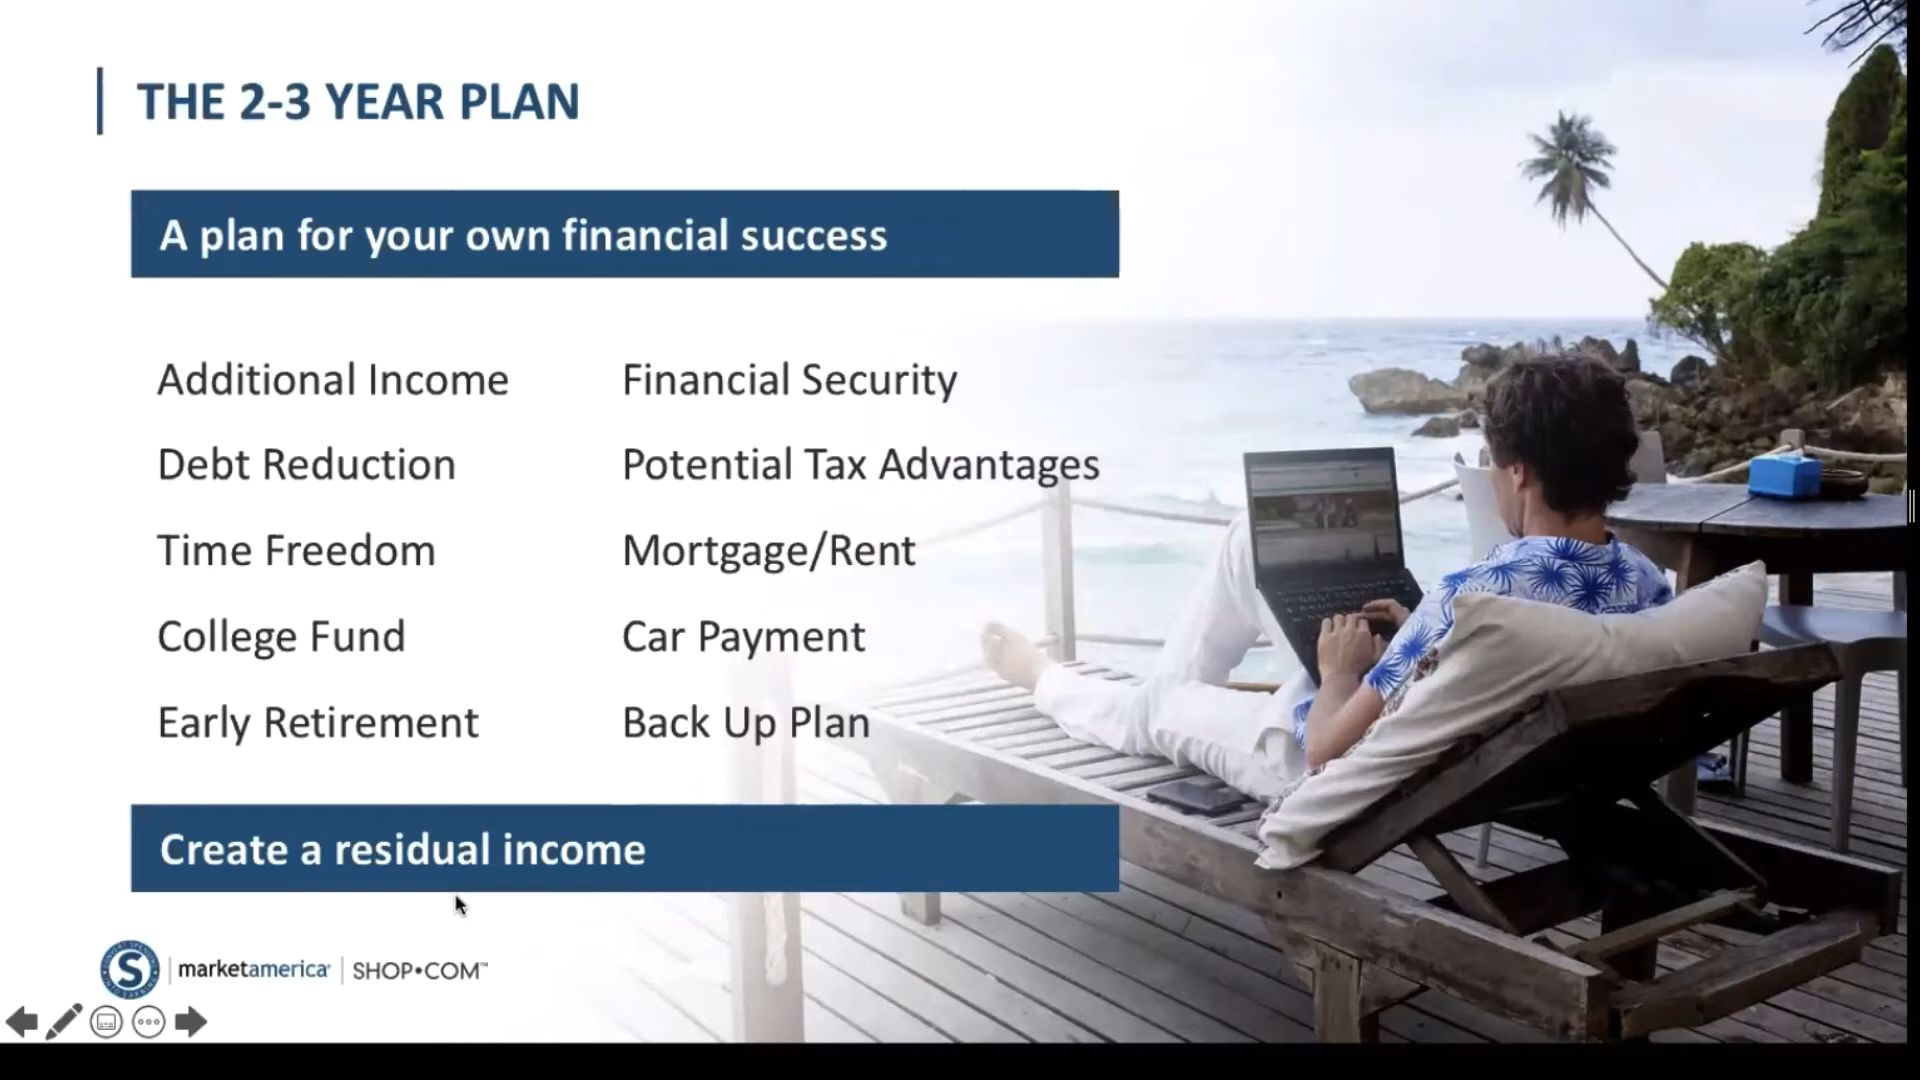 THE 2-3 YEAR PLAN
A plan for your own financial success
Additional Income
Debt Reduction
Time Freedom
College Fund
Early Retirement
Financial Security
Potential Tax Advantages
Mortgage/Rent
Car Payment
Back Up Plan
Create a residual income
S marketamerica® SHOP•COM™